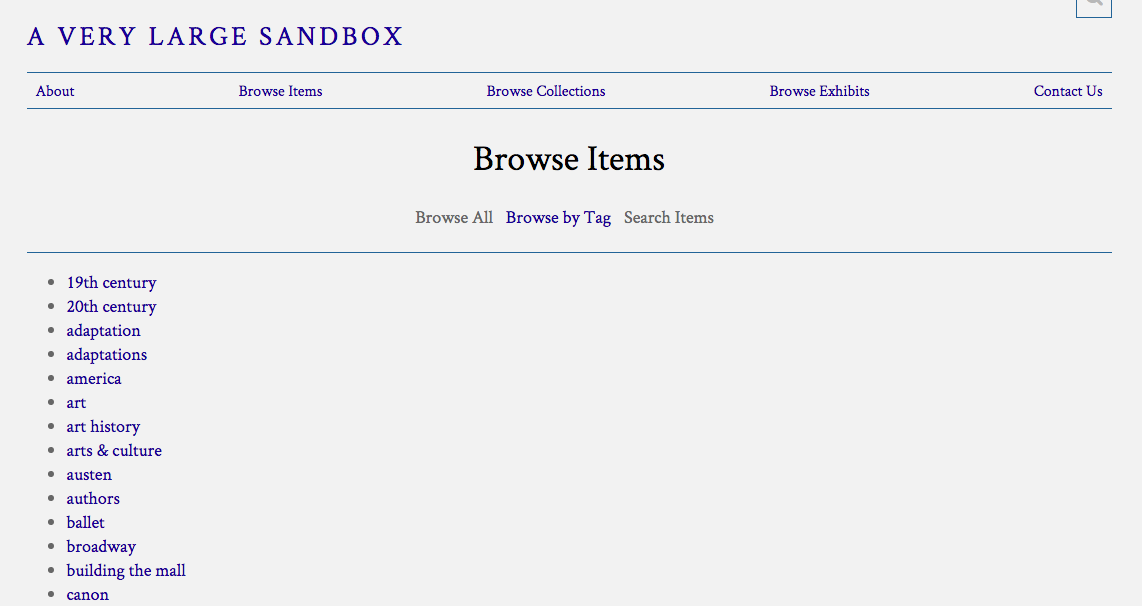 A VERY LARGE SANDBOX
About Browse Items Browse Collections Browse Exhibits Contact Us
Browse Items
Browse All Browse by Tag Search Items
19th century
20th century
adaptation
adaptations
america
art
art history
arts & culture
austen
authors
ballet
broadway
building the mall
canon